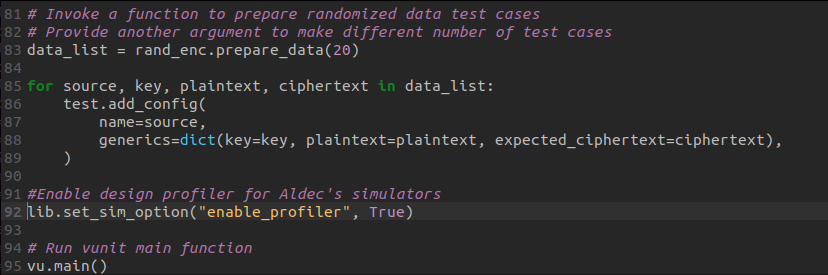 81 # Invoke a function to prepare randomized data test cases
82 # Provide another argument to make different number of test cases
83 data_list = rand_enc.prepare_data(20)
84
85 for source, key, plaintext, ciphertext in data_list:
86     test.add_config(
87         name=source,
88         generics=dict(key=key, plaintext=plaintext, expected_ciphertext=ciphertext),
89     )
90
91 #Enable design profiler for Aldec's simulators
92 lib.set_sim_option("enable_profiler", True)
93
94 # Run vunit main function
95 vu.main()